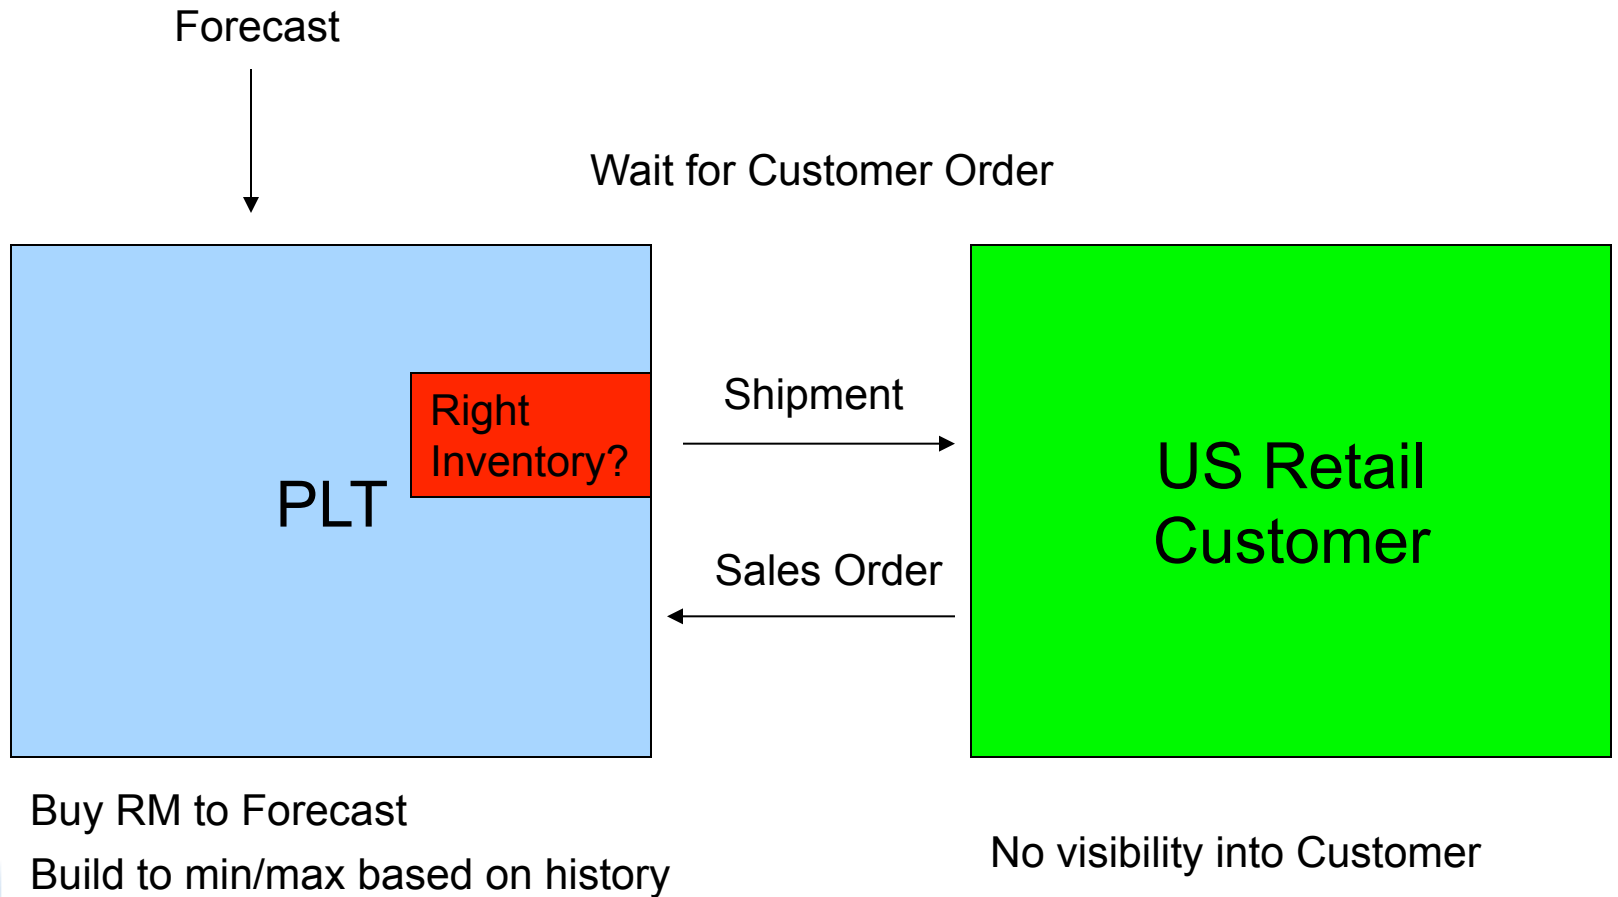 Forecast
Wait for Customer Order
Right
Inventory?
PLT
Shipment
Sales Order
US Retail
Customer
Buy RM to Forecast
Build to min/max based on history
No visibility into Customer